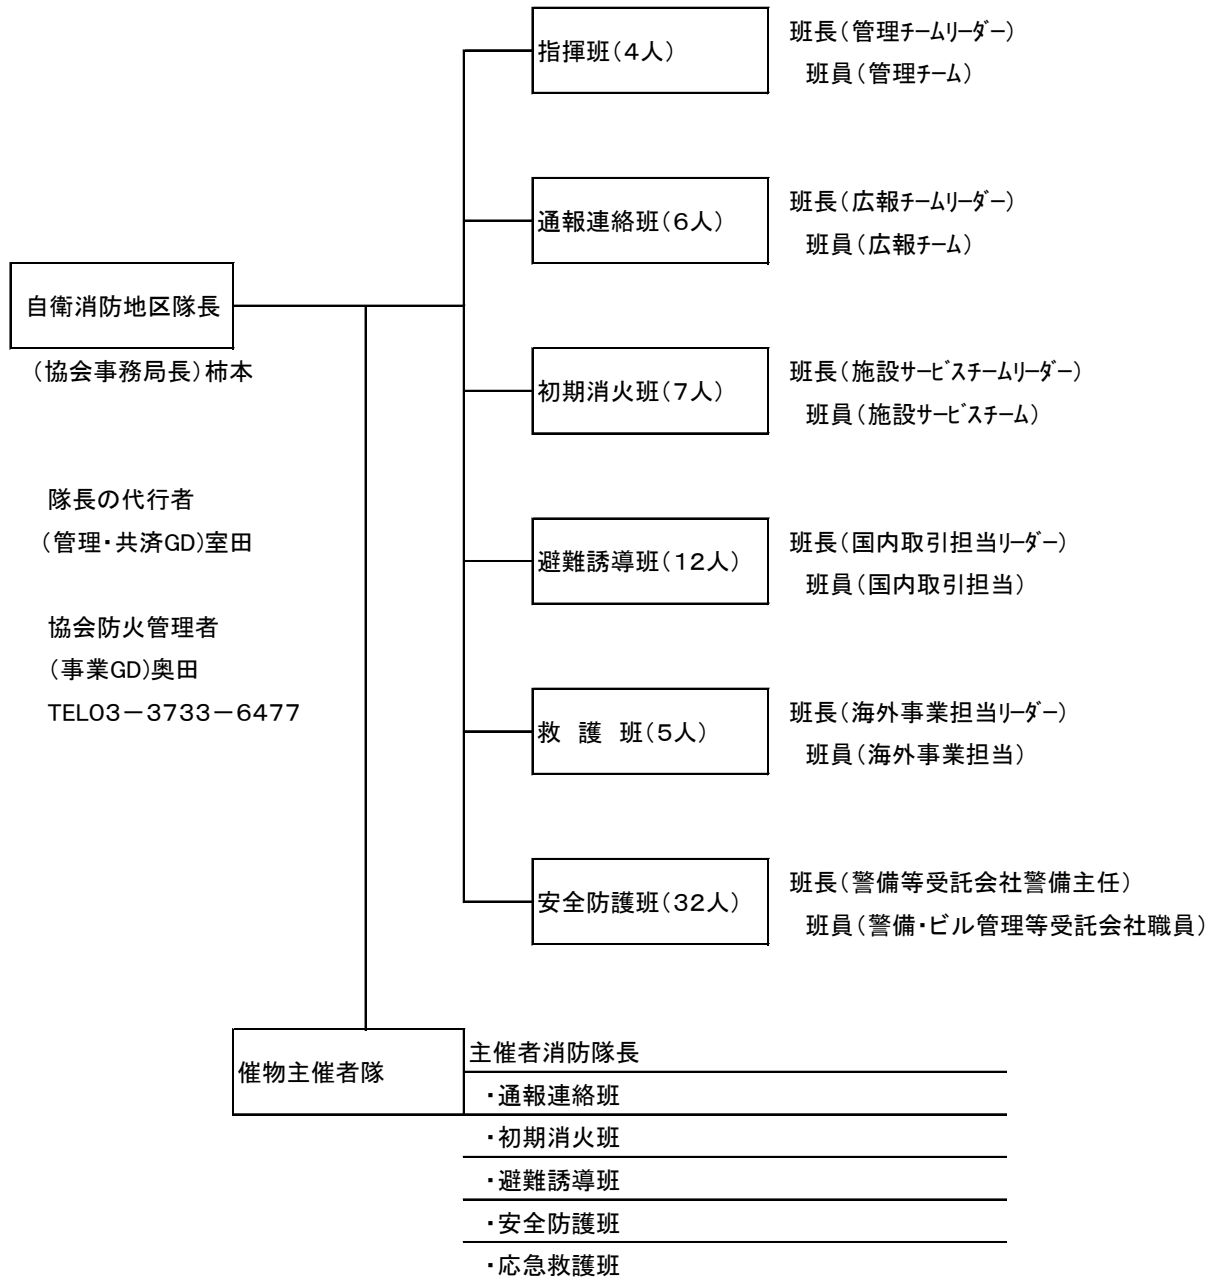 指揮班（４人）
班長（管理ﾁｰﾑﾘｰﾀﾞｰ）
班員（管理ﾁｰﾑ）
通報連絡班（６人）
班長（広報ﾁｰﾑﾘｰﾀﾞｰ）
班員（広報ﾁｰﾑ）
自衛消防地区隊長
（協会事務局長）柿本
初期消火班（７人）
班長（施設ｻｰﾋﾞｽﾁｰﾑﾘｰﾀﾞｰ）
班員（施設ｻｰﾋﾞｽﾁｰﾑ）
隊長の代行者
（管理・共済GD）室田
避難誘導班（１２人）
班長（国内取引担当ﾘｰﾀﾞｰ）
班員（国内取引担当）
協会防火管理者
（事業GD）奥田
TEL０３－３７３３－６４７７
救　護　班（５人）
班長（海外事業担当ﾘｰﾀﾞｰ）
班員（海外事業担当）
安全防護班（３２人）
班長（警備等受託会社警備主任）
班員（警備・ビル管理等受託会社職員）
催物主催者隊
主催者消防隊長
・通報連絡班
・初期消火班
・避難誘導班
・安全防護班
・応急救護班